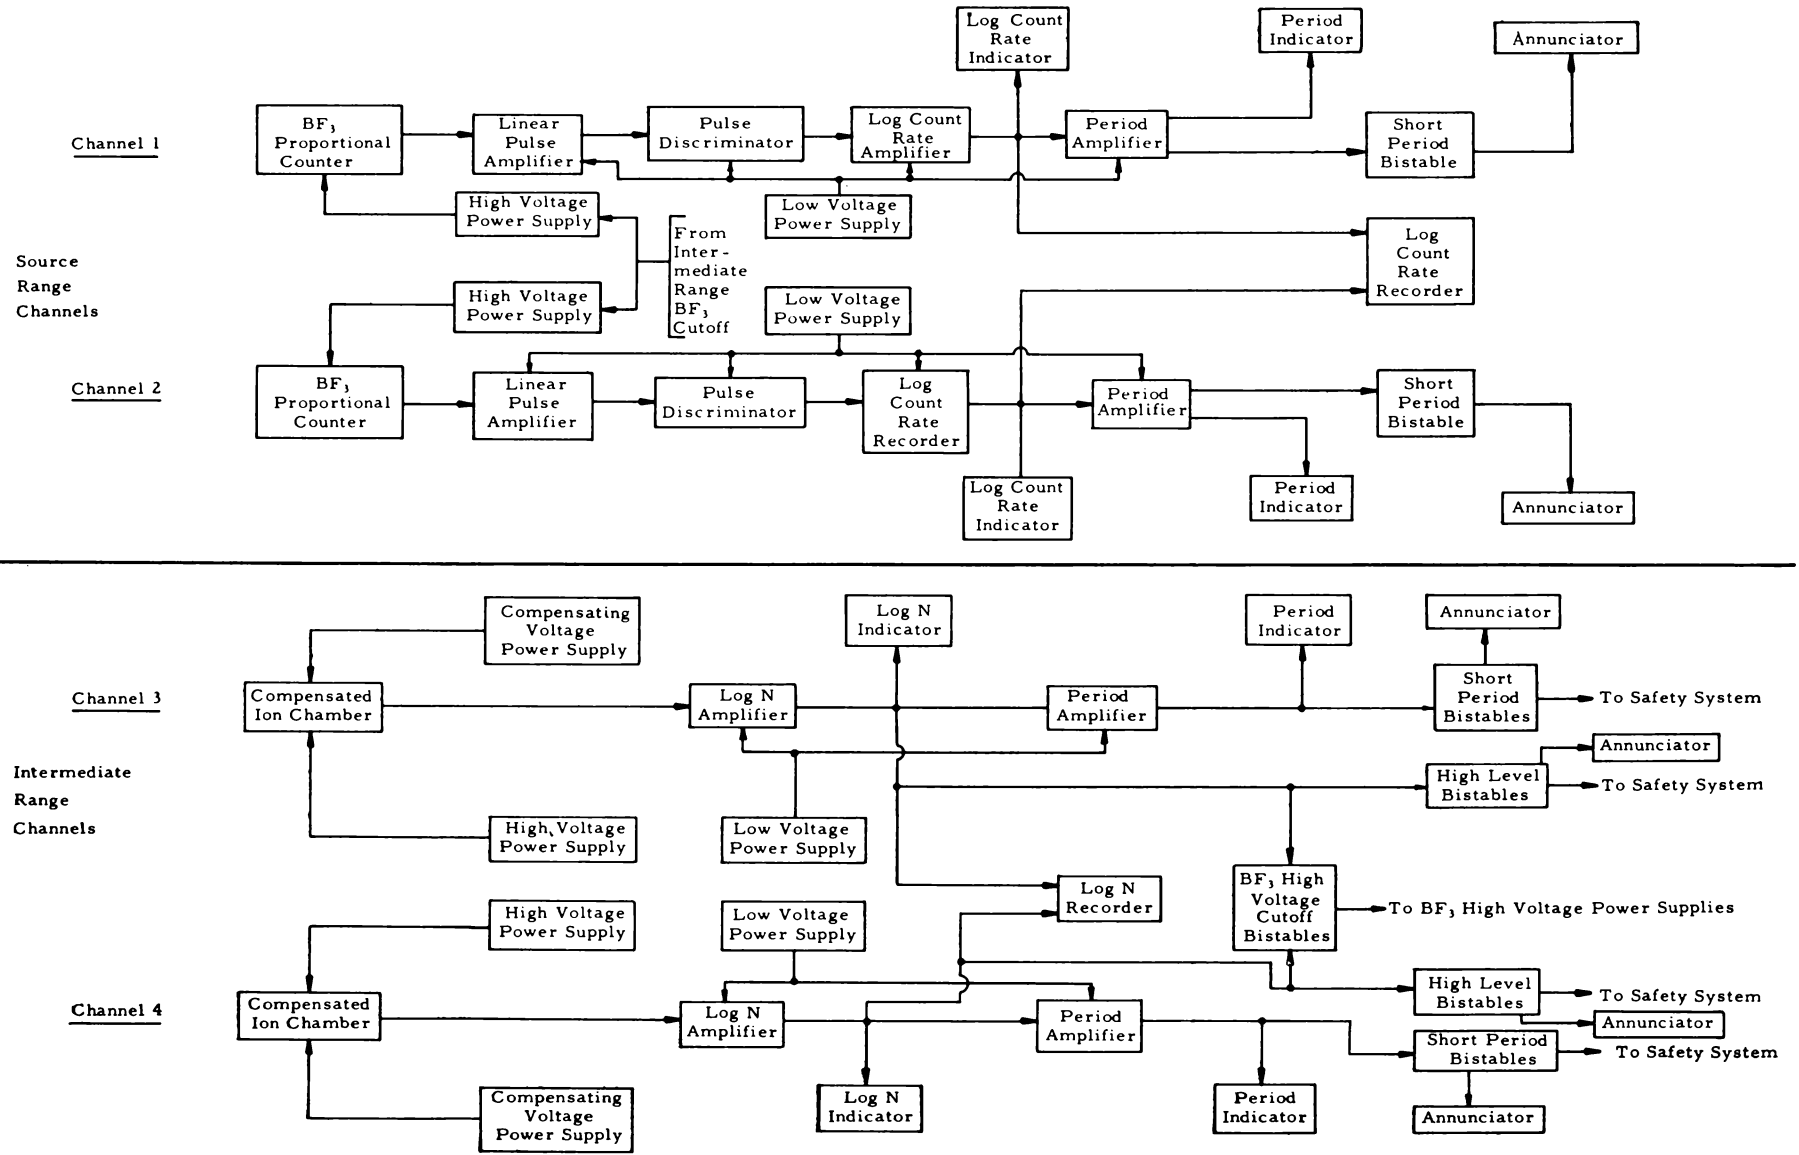 Log Count
Rate
Indicator
Period
Indicator
Annunciator
Channel 1
BF3
Proportional
Counter
Linear
Pulse
Amplifier
Pulse
Discriminator
Log Count
Rate
Amplifier
Period
Amplifier
Short
Period
Bistable
High Voltage
Power Supply
Low Voltage
Power Supply
From
Inter-
mediate
Range
BF3
Cutoff
Log
Count
Rate
Recorder
Source
Range
Channels
High Voltage
Power Supply
Low Voltage
Power Supply
Channel 2
BF3
Proportional
Counter
Linear
Pulse
Amplifier
Pulse
Discriminator
Log
Count
Rate
Recorder
Period
Amplifier
Short
Period
Bistable
Log Count
Rate
Indicator
Period
Indicator
Annunciator
Compensating
Voltage
Power Supply
Log N
Indicator
Period
Indicator
Annunciator
Channel 3
Compensated
Ion Chamber
Log N
Amplifier
Period
Amplifier
Short
Period
Bistables
To Safety System
Annunciator
High Level
Bistables
To Safety System
Intermediate
Range
Channels
High Voltage
Power Supply
Low Voltage
Power Supply
Log N
Recorder
BF3 High
Voltage
Cutoff
Bistables
To BF3 High Voltage Power Supplies
High Voltage
Power Supply
Low Voltage
Power Supply
Channel 4
Compensated
Ion Chamber
Log N
Amplifier
Period
Amplifier
High Level
Bistables
To Safety System
Annunciator
Short Period
Bistables
To Safety System
Compensating
Voltage
Power Supply
Log N
Indicator
Period
Indicator
Annunciator